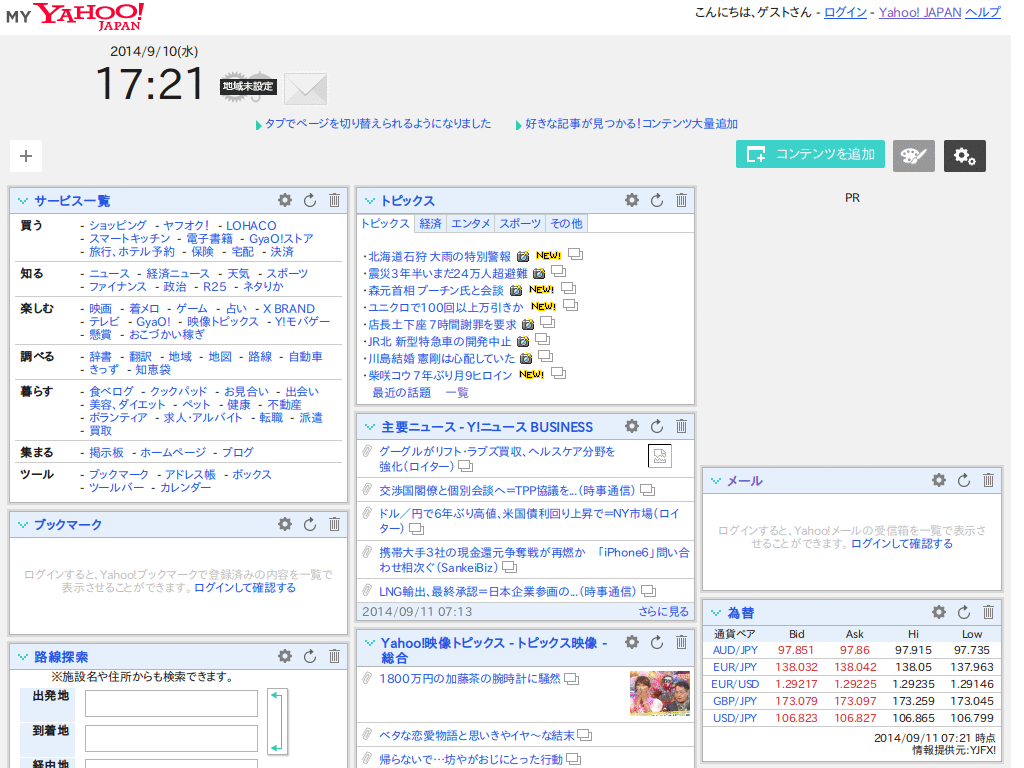 MY YAHOO! JAPAN
こんにちは、ゲストさん - ログイン - Yahoo! JAPAN ヘルプ
2014/9/10(水)
17:21 地域未設定
タブでページを切り替えられるようになりました 好きな記事が見つかる!コンテンツ大量追加
+ コンテンツを追加
サービス一覧
買う - ショッピング - ヤフオク! - LOHACO
- スマートキッチン - 電子書籍 - GyaO!ストア
- 旅行、ホテル予約 - 保険 - 宅配 - 決済
知る - ニュース - 経済ニュース - 天気 - スポーツ
- ファイナンス - 政治 - R25 - ネタりか
楽しむ - 映画 - 着メロ - ゲーム - 占い - X BRAND
- テレビ - GyaO! - 映像トピックス - Y!モバゲー
- 懸賞 - おこづかい稼ぎ
調べる - 辞書 - 翻訳 - 地域 - 地図 - 路線 - 自動車
- きっず - 知恵袋
暮らす - 食べログ - クックパッド - お見合い - 出会い
- 美容、ダイエット - ペット - 健康 - 不動産
- ボランティア - 求人・アルバイト - 転職 - 派遣
- 買取
集まる - 掲示板 - ホームページ - ブログ
ツール - ブックマーク - アドレス帳 - ボックス
- ツールバー - カレンダー
ブックマーク
ログインすると、Yahoo!ブックマークで登録済みの内容を一覧で
表示させることができます。ログインして確認する
路線探索
※施設名や住所からも検索できます。
出発地
到着地
経由地
トピックス
トピックス 経済 エンタメ スポーツ その他
・北海道石狩 大雨の特別警報 NEW!
・震災3年半いまだ24万人超避難
・森元首相 プーチン氏と会談 NEW!
・ユニクロで100回以上万引きか NEW!
・店長土下座 7時間謝罪を要求
・JR北 新型特急車の開発中止
・川島結婚 憲剛は心配していた
・柴咲コウ7年ぶり月9ヒロイン NEW!
最近の話題 一覧
主要ニュース - Y!ニュース BUSINESS
グーグルがリフト・ラブズ買収、ヘルスケア分野を
強化(ロイター)
交渉国閣僚と個別会談へ=TPP協議を...(時事通信)
ドル/円で6年ぶり高値、米国債利回り上昇で=NY市場(ロイ
ター)
携帯大手3社の現金還元争奪戦が再燃か 「iPhone6」問い合
わせ相次ぐ(SankeiBiz)
LNG輸出、最終承認=日本企業参画の...(時事通信)
2014/09/11 07:13 さらに見る
Yahoo!映像トピックス - トピックス映像 -
総合
1800万円の加藤茶の腕時計に騒然
ベタな恋愛物語と思いきやイヤ～な結末
帰らないで…坊やがおじにとった行動
PR
メール
ログインすると、Yahoo!メールの受信箱を一覧で表示さ
せることができます。ログインして確認する
為替
通貨ペア Bid Ask Hi Low
AUD/JPY 97.851 97.86 97.915 97.735
EUR/JPY 138.032 138.042 138.05 137.963
EUR/USD 1.29217 1.29225 1.29235 1.29146
GBP/JPY 173.079 173.097 173.259 173.045
USD/JPY 106.823 106.827 106.865 106.799
2014/09/11 07:21 時点
情報提供元:YJFX!